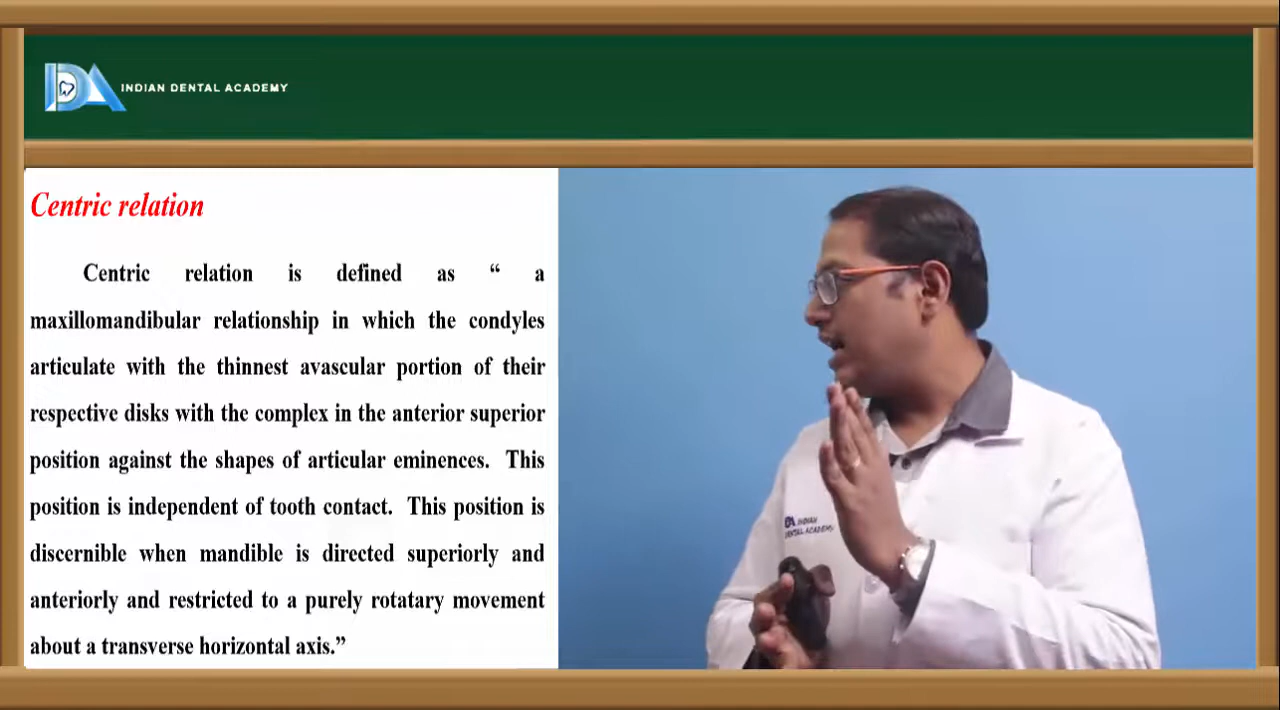 INDIAN DENTAL ACADEMY
Centric relation
Centric relation is defined as “ a
maxillomandibular relationship in which the condyles
articulate with the thinnest avascular portion of their
respective disks with the complex in the anterior superior
position against the shapes of articular eminences. This
position is independent of tooth contact. This position is
discernible when mandible is directed superiorly and
anteriorly and restricted to a purely rotatary movement
about a transverse horizontal axis.”
INDIAN
DENTAL ACADEMY